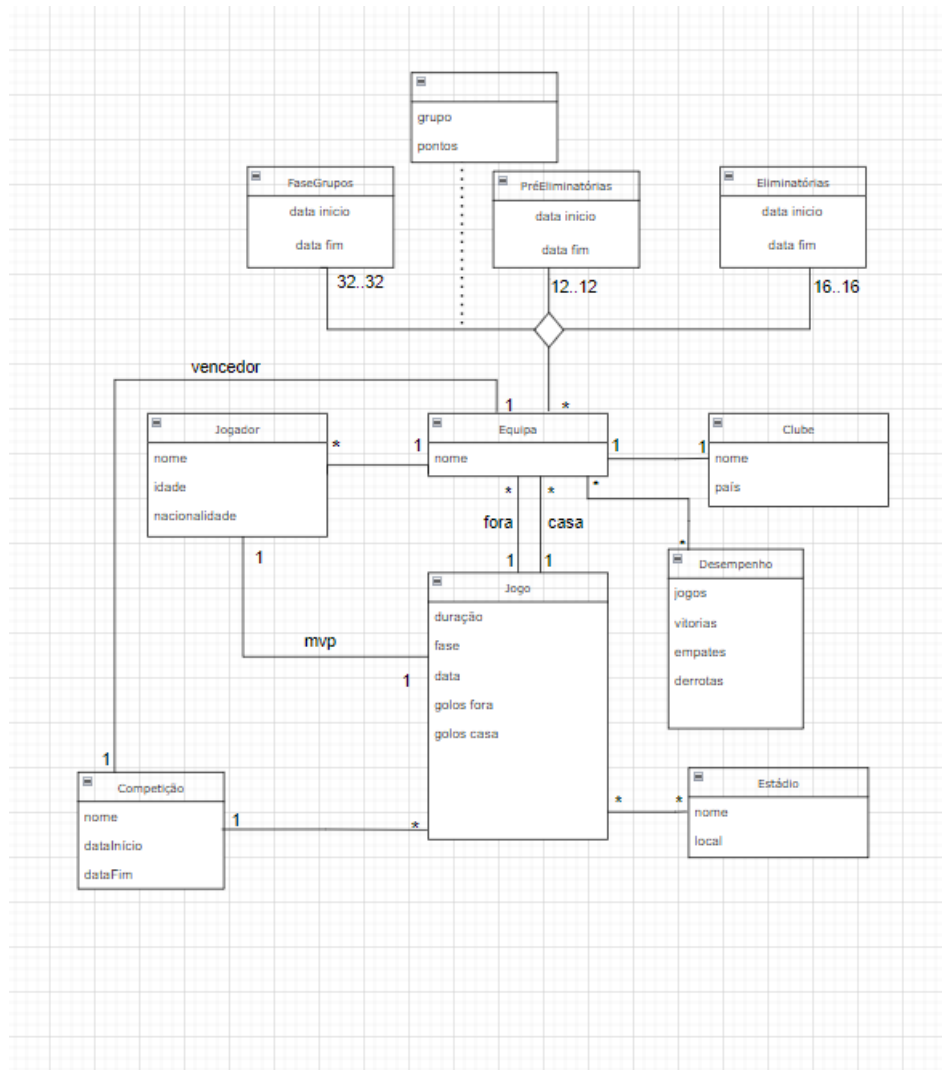 grupo
pontos
FaseGrupos
data inicio
data fim
32..32
PréEliminatórias
data inicio
data fim
12..12
Eliminatórias
data inicio
data fim
16..16
vencedor
1
*
Jogador
nome
idade
nacionalidade
*
1
Equipa
nome
1
1
Clube
nome
país
*
*
*
fora
casa
1
1
*
Desempenho
jogos
vitorias
empates
derrotas
1
mvp
1
Jogo
duração
fase
data
golos fora
golos casa
1
Competição
nome
dataInício
dataFim
1
*
*
*
Estádio
nome
local